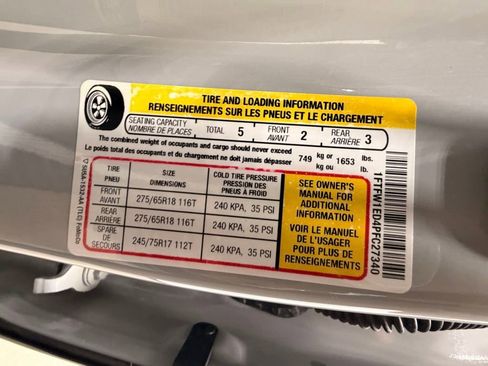 TIRE AND LOADING INFORMATION
RENSEIGNEMENTS SUR LES PNEUS ET LE CHARGEMENT
SEATING CAPACITY
NOMBRE DE PLACES
TOTAL 5
FRONT
AVANT 2
REAR
ARRIÈRE 3
The combined weight of occupants and cargo should never exceed
Le poids total des occupants et du chargement ne doit jamais dépasser
749 kg or
kg ou
1653 lbs.
lb.
TIRE
PNEU
SIZE
DIMENSIONS
COLD TIRE PRESSURE
PRESSION DES
PNEUS À FROID
FRONT
AVANT
275/65R18 116T
240 KPA, 35 PSI
REAR
ARRIÈRE
275/65R18 116T
240 KPA, 35 PSI
SPARE
DE
SECOURS
245/75R17 112T
240 KPA, 35 PSI
SEE OWNER'S
MANUAL FOR
ADDITIONAL
INFORMATION
VOIR LE MANUEL
DE L'USAGER
POUR PLUS DE
RENSEIGNEMENTS
1FTFW1ED4PFC27340